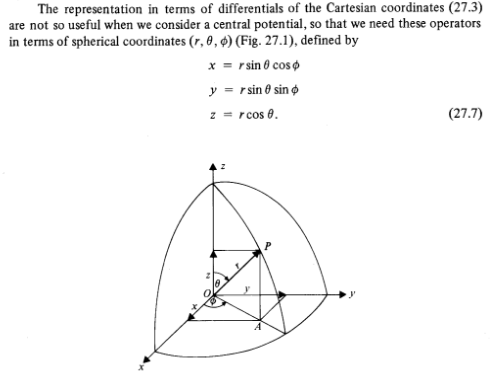 The representation in terms of differentials of the Cartesian coordinates (27.3)
are not so useful when we consider a central potential, so that we need these operators
in terms of spherical coordinates (r, θ, ϕ) (Fig. 27.1), defined by
x = r sin θ cos ϕ
y = r sin θ sin ϕ
z = r cos θ. (27.7)
z
P
z
r
θ
O
y
y
x
ϕ
A
x